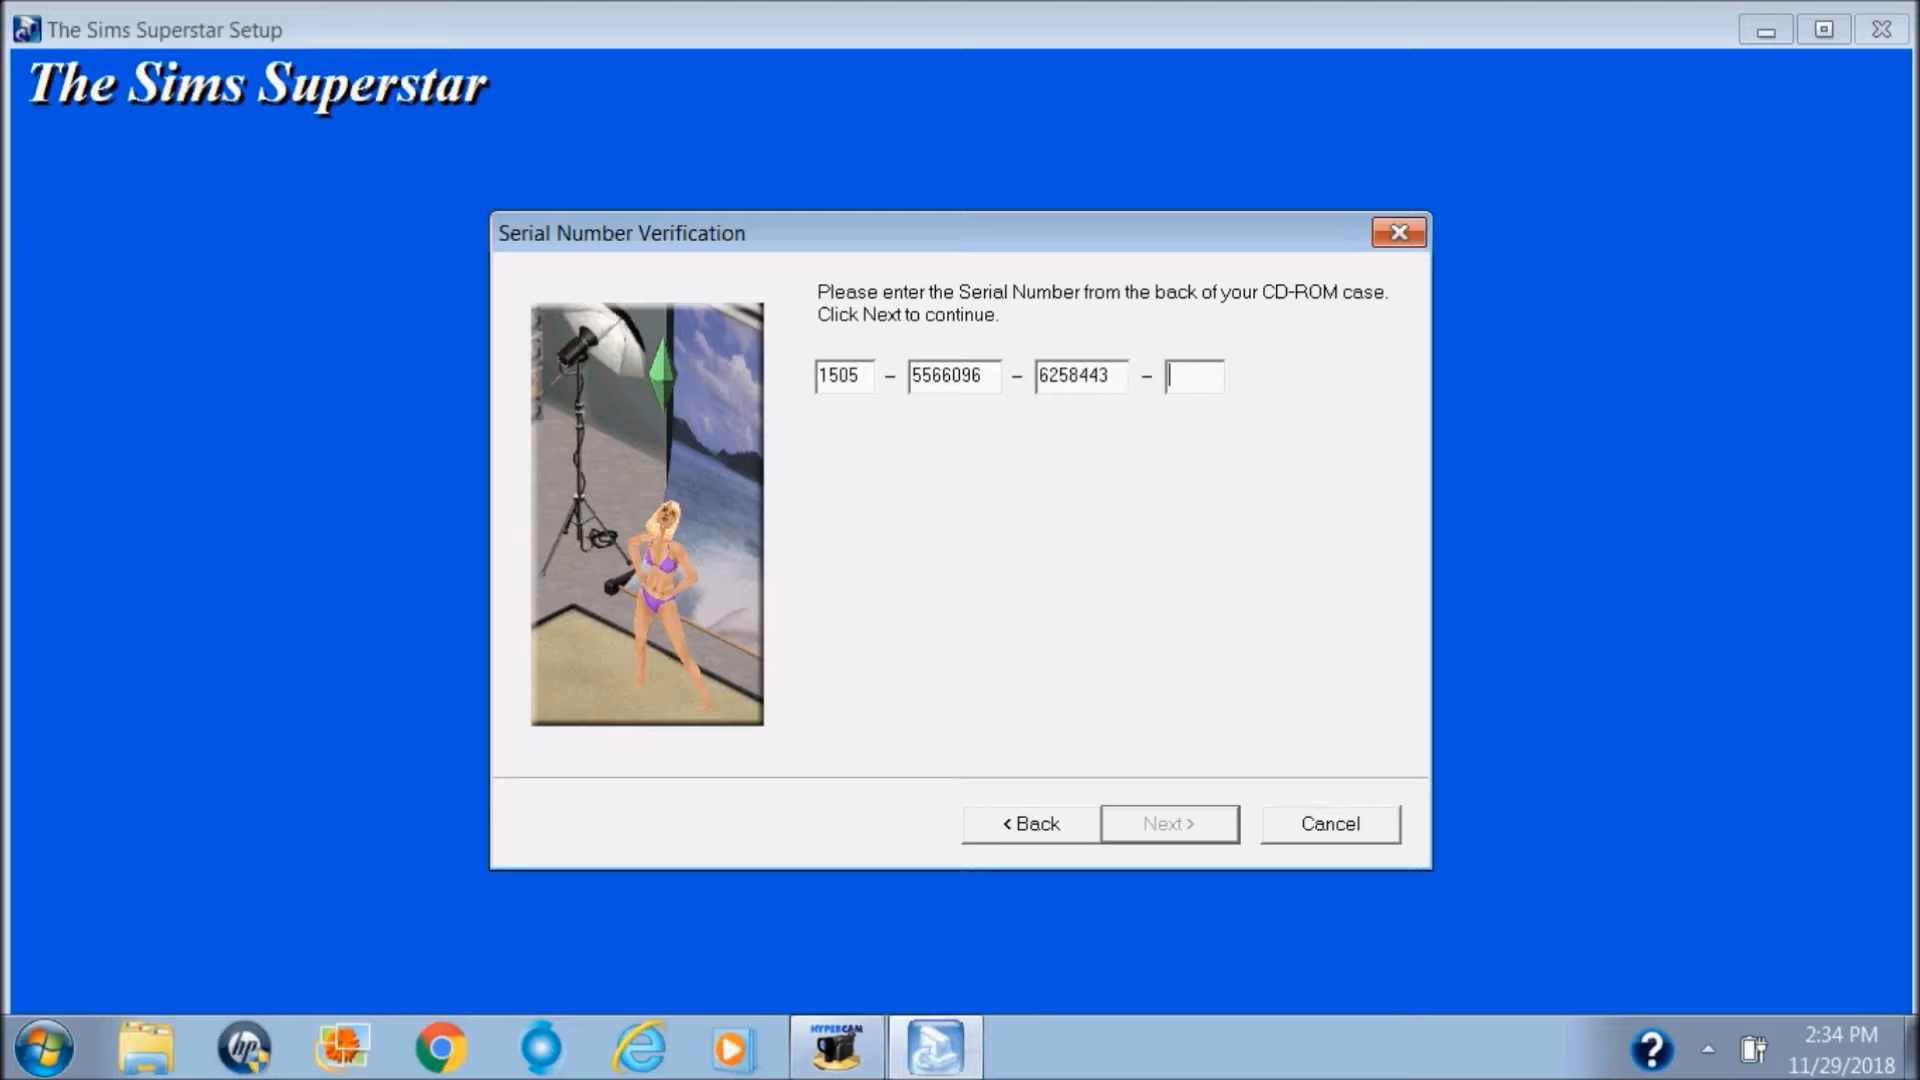 The Sims Superstar Setup
The Sims Superstar
Serial Number Verification
Please enter the Serial Number from the back of your CD-ROM case.
Click Next to continue.
1505 - 5566096 - 6258443 -
< Back Next > Cancel
hp HYPERCAM ? 2:34 PM
11/29/2018